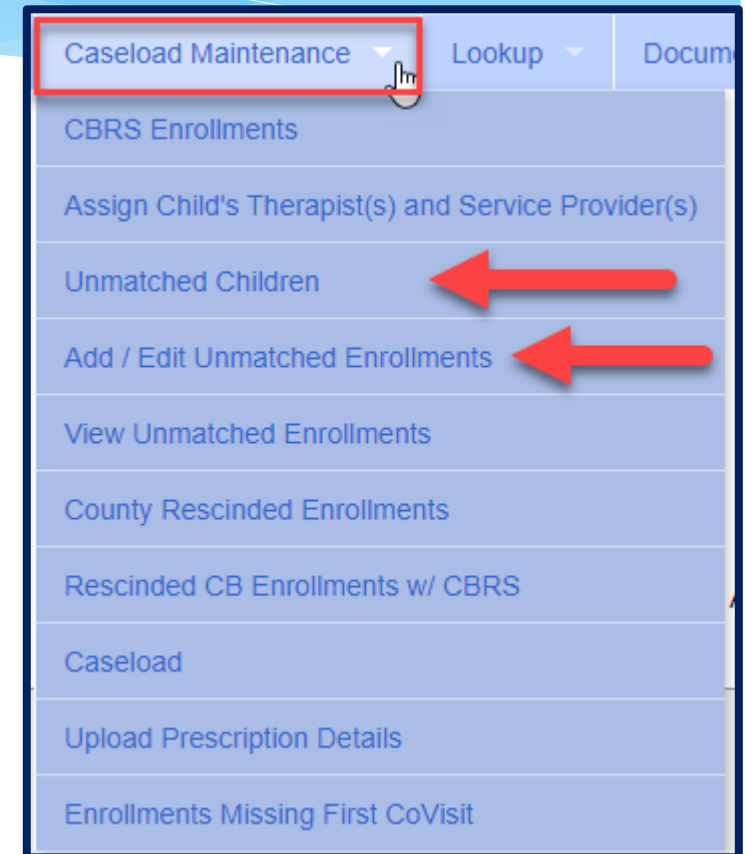 Caseload Maintenance Lookup Docum
CBRS Enrollments
Assign Child's Therapist(s) and Service Provider(s)
Unmatched Children
Add / Edit Unmatched Enrollments
View Unmatched Enrollments
County Rescinded Enrollments
Rescinded CB Enrollments w/ CBRS
Caseload
Upload Prescription Details
Enrollments Missing First CoVisit